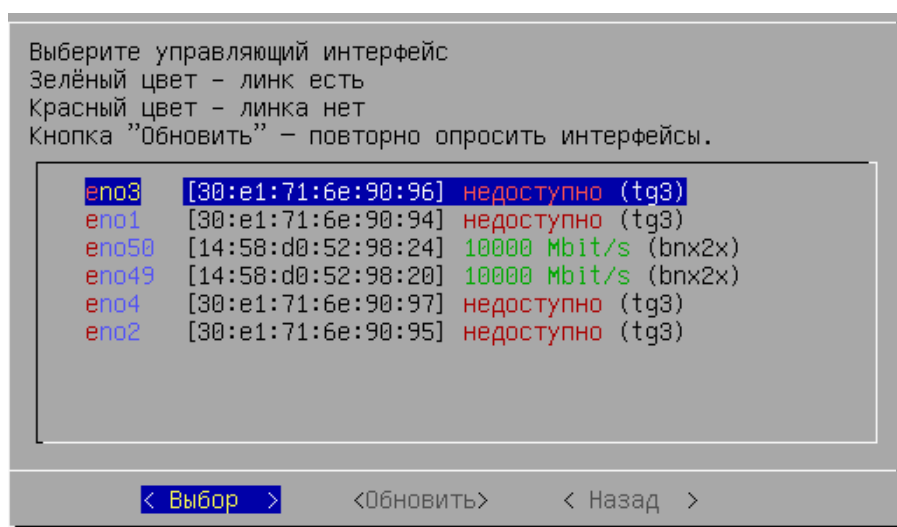 Выберите управляющий интерфейс
Зелёный цвет – линк есть
Красный цвет – линка нет
Кнопка "Обновить" — повторно опросить интерфейсы.
eno3 [30:e1:71:6e:90:96] недоступно (tg3)
eno1 [30:e1:71:6e:90:94] недоступно (tg3)
eno50 [14:58:d0:52:98:24] 10000 Mbit/s (bnx2x)
eno49 [14:58:d0:52:98:20] 10000 Mbit/s (bnx2x)
eno4 [30:e1:71:6e:90:97] недоступно (tg3)
eno2 [30:e1:71:6e:90:95] недоступно (tg3)
< Выбор > <Обновить> < Назад >